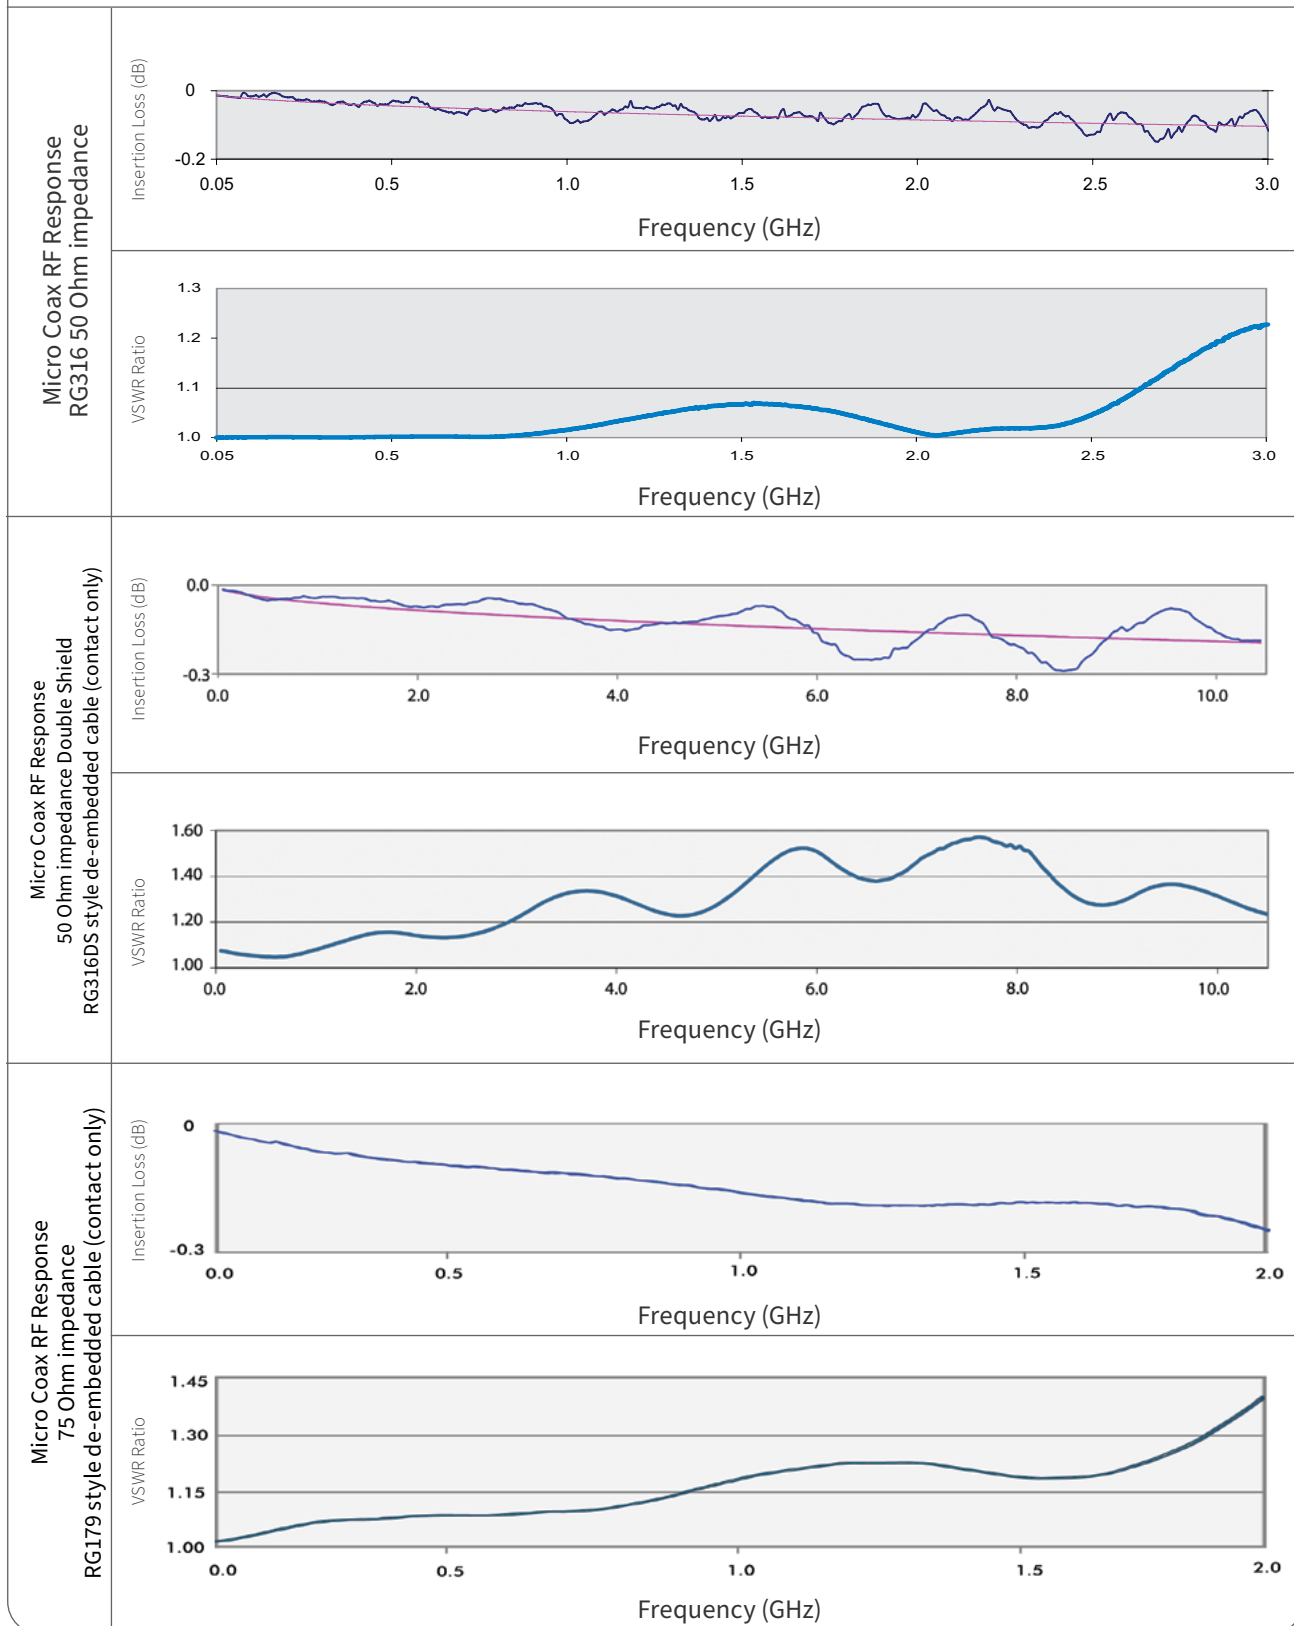 Micro Coax RF Response
RG316 50 Ohm impedance
Insertion Loss (dB)
0
-0.2
0.05 0.5 1.0 1.5 2.0 2.5 3.0
Frequency (GHz)
VSWR Ratio
1.3
1.2
1.1
1.0
0.05 0.5 1.0 1.5 2.0 2.5 3.0
Frequency (GHz)
Micro Coax RF Response
50 Ohm impedance Double Shield
RG316DS style de-embedded cable (contact only)
Insertion Loss (dB)
0.0
-0.3
0.0 2.0 4.0 6.0 8.0 10.0
Frequency (GHz)
VSWR Ratio
1.60
1.40
1.20
1.00
0.0 2.0 4.0 6.0 8.0 10.0
Frequency (GHz)
Micro Coax RF Response
75 Ohm impedance
RG179 style de-embedded cable (contact only)
Insertion Loss (dB)
0
-0.3
0.0 0.5 1.0 1.5 2.0
Frequency (GHz)
VSWR Ratio
1.45
1.30
1.15
1.00
0.0 0.5 1.0 1.5 2.0
Frequency (GHz)